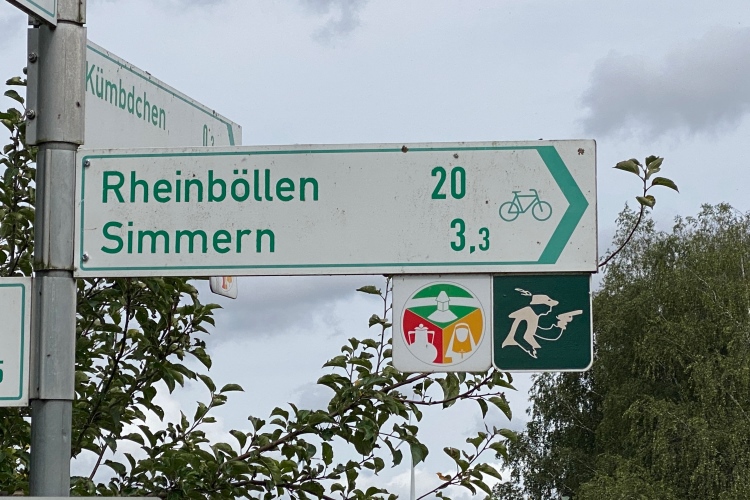 Kümbdchen
Rheinböllen 20
Simmern 3,3